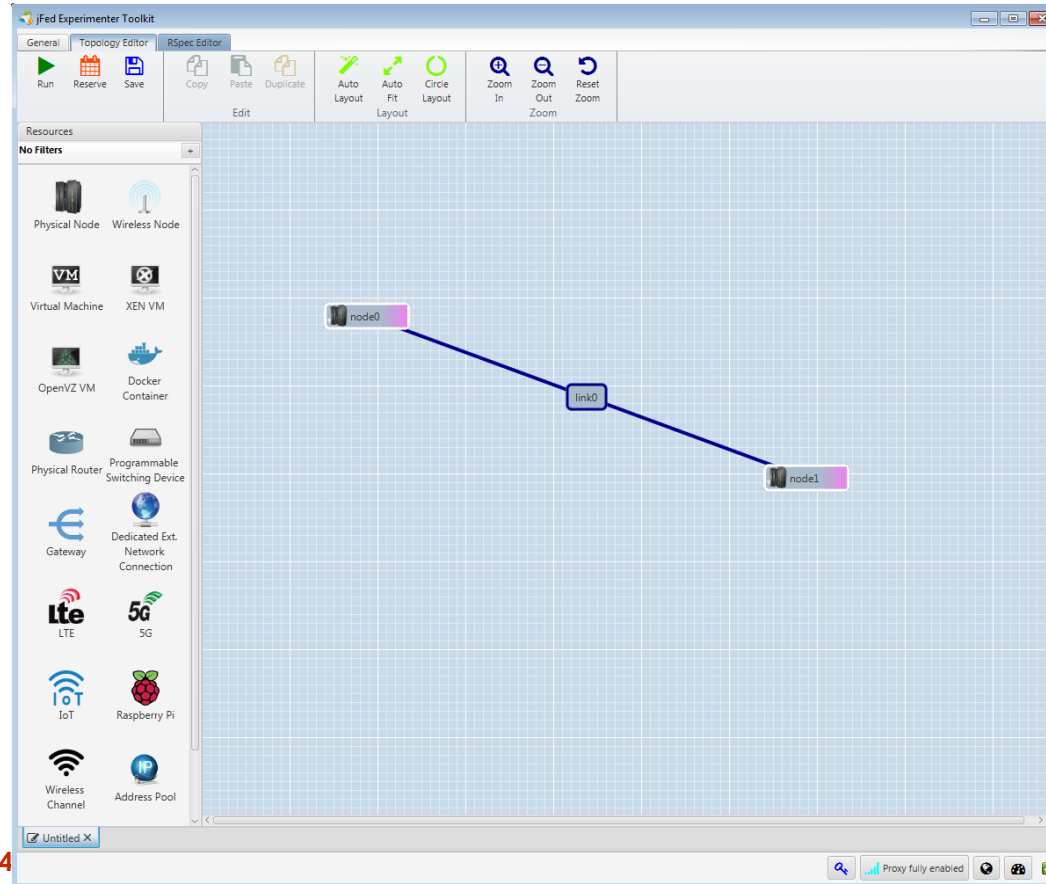 jFed Experimenter Toolkit
General Topology Editor RSpec Editor
Run Reserve Save Copy Paste Duplicate Auto Auto Circle Zoom Zoom Reset
Layout Fit Layout In Out Zoom
Edit Layout Zoom
Resources
No Filters +
Physical Node Wireless Node
VM
Virtual Machine XEN VM
OpenVZ VM Docker
Container
Physical Router Programmable
Switching Device
Gateway Dedicated Ext.
Network
Connection
Lte 5G
LTE 5G
IoT
IoT Raspberry Pi
IP
Wireless
Channel Address Pool
node0
link0
node1
Untitled X
4
Proxy fully enabled